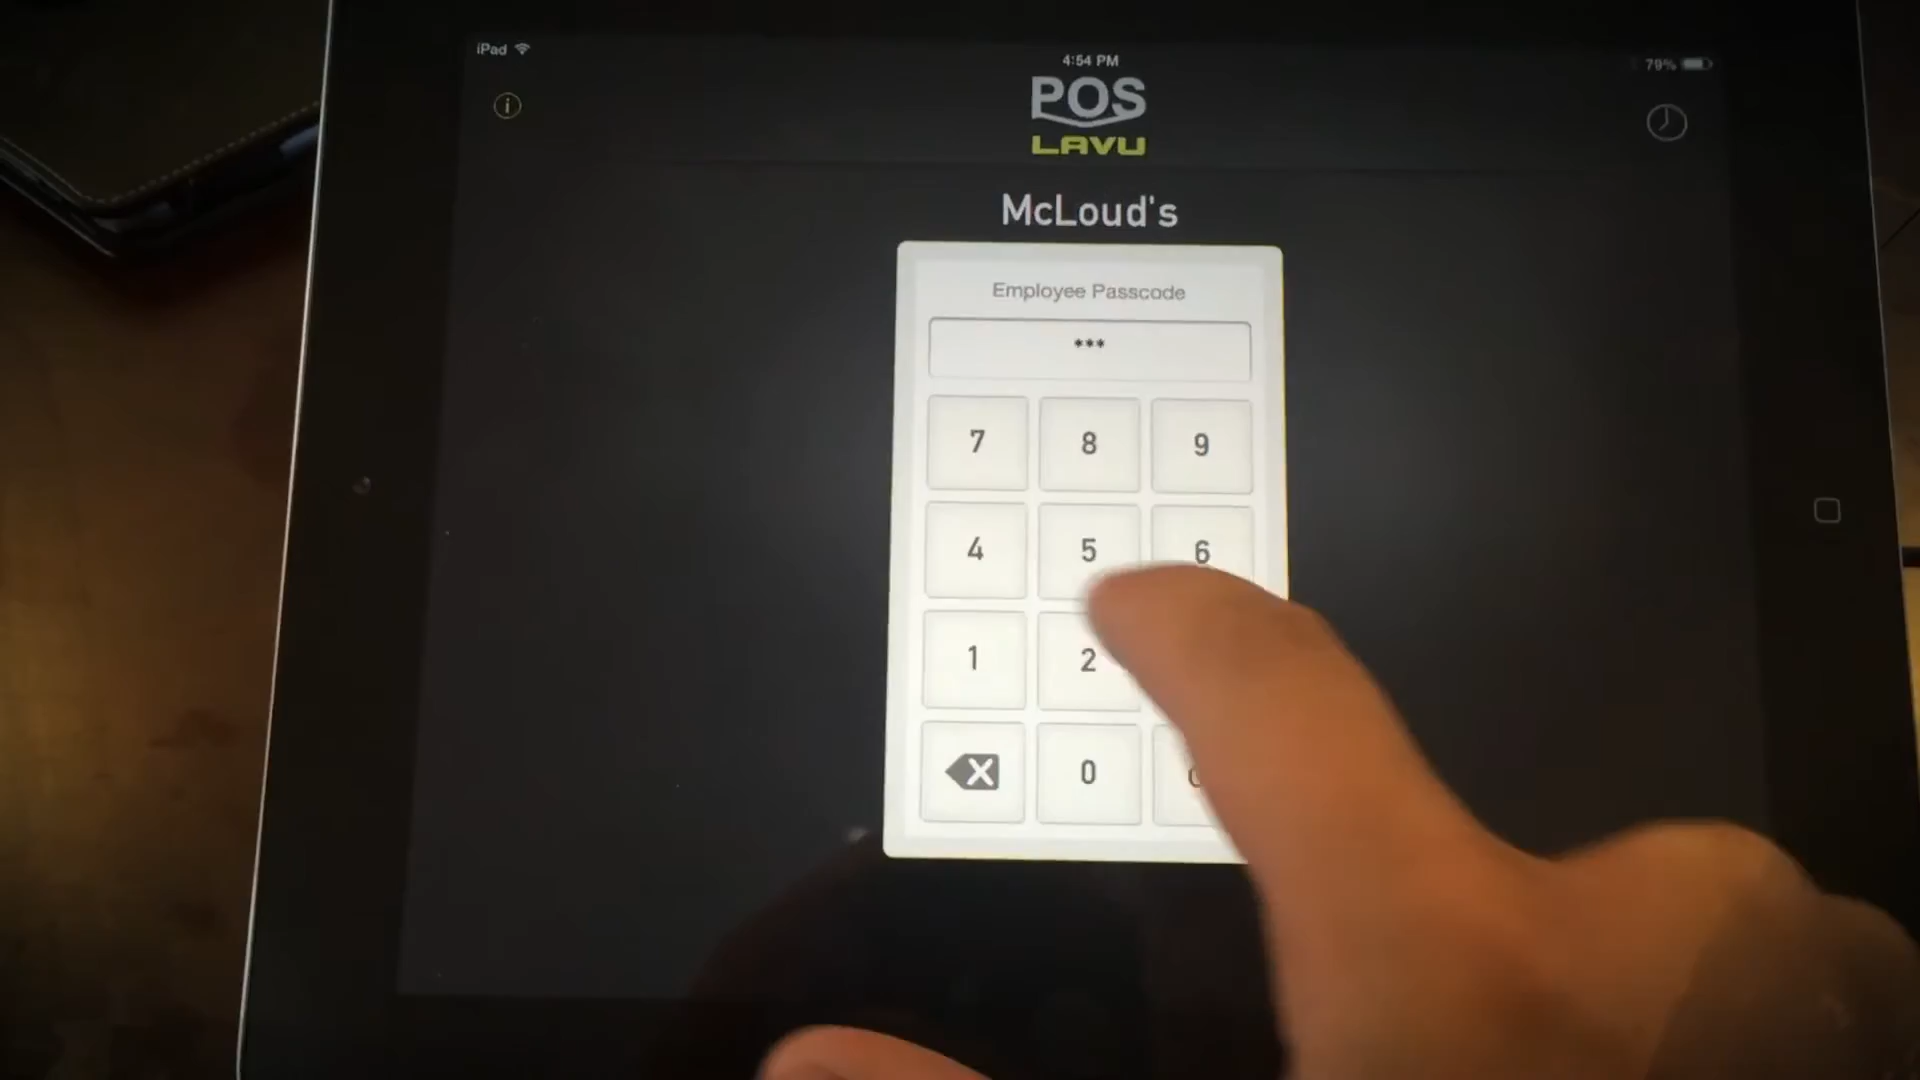 iPad
4:54 PM
79%
POS
LAVU
McLoud's
Employee Passcode
***
7 8 9
4 5 6
1 2
X 0